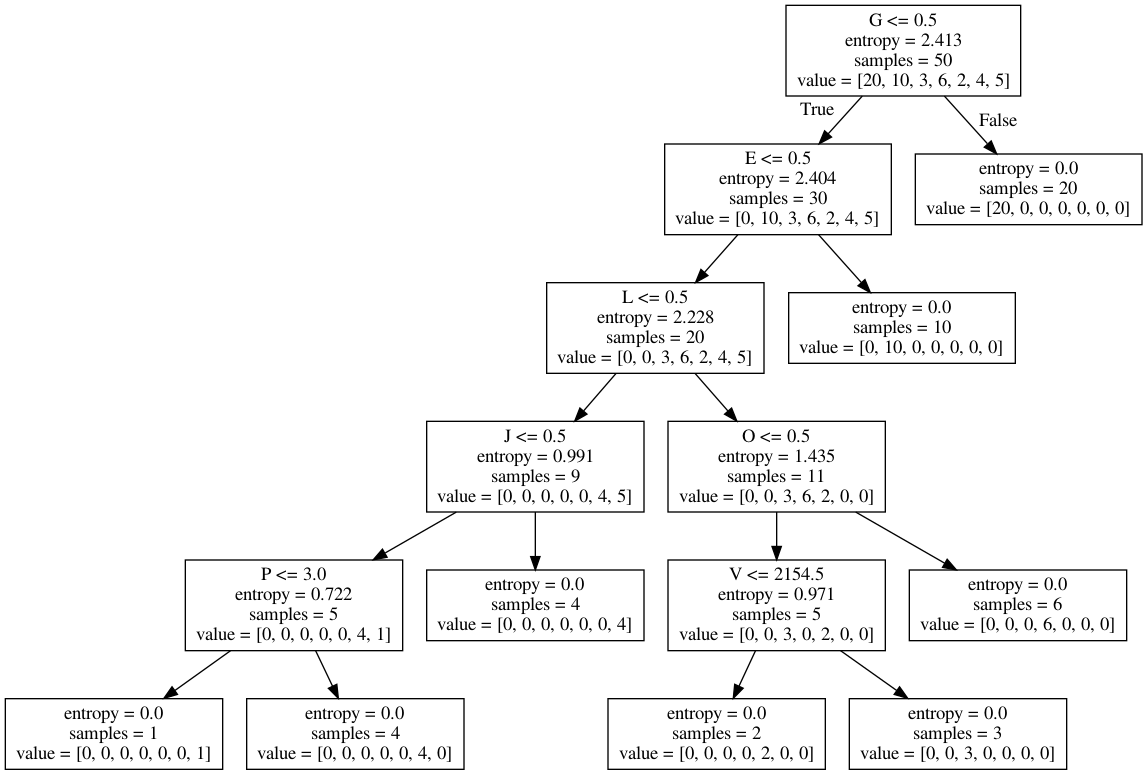 G <= 0.5
entropy = 2.413
samples = 50
value = [20, 10, 3, 6, 2, 4, 5]
True
False
E <= 0.5
entropy = 2.404
samples = 30
value = [0, 10, 3, 6, 2, 4, 5]
entropy = 0.0
samples = 20
value = [20, 0, 0, 0, 0, 0, 0]
L <= 0.5
entropy = 2.228
samples = 20
value = [0, 0, 3, 6, 2, 4, 5]
entropy = 0.0
samples = 10
value = [0, 10, 0, 0, 0, 0, 0]
J <= 0.5
entropy = 0.991
samples = 9
value = [0, 0, 0, 0, 0, 4, 5]
O <= 0.5
entropy = 1.435
samples = 11
value = [0, 0, 3, 6, 2, 0, 0]
P <= 3.0
entropy = 0.722
samples = 5
value = [0, 0, 0, 0, 0, 4, 1]
entropy = 0.0
samples = 4
value = [0, 0, 0, 0, 0, 0, 4]
V <= 2154.5
entropy = 0.971
samples = 5
value = [0, 0, 3, 0, 2, 0, 0]
entropy = 0.0
samples = 6
value = [0, 0, 0, 6, 0, 0, 0]
entropy = 0.0
samples = 1
value = [0, 0, 0, 0, 0, 0, 1]
entropy = 0.0
samples = 4
value = [0, 0, 0, 0, 0, 4, 0]
entropy = 0.0
samples = 2
value = [0, 0, 0, 0, 2, 0, 0]
entropy = 0.0
samples = 3
value = [0, 0, 3, 0, 0, 0, 0]